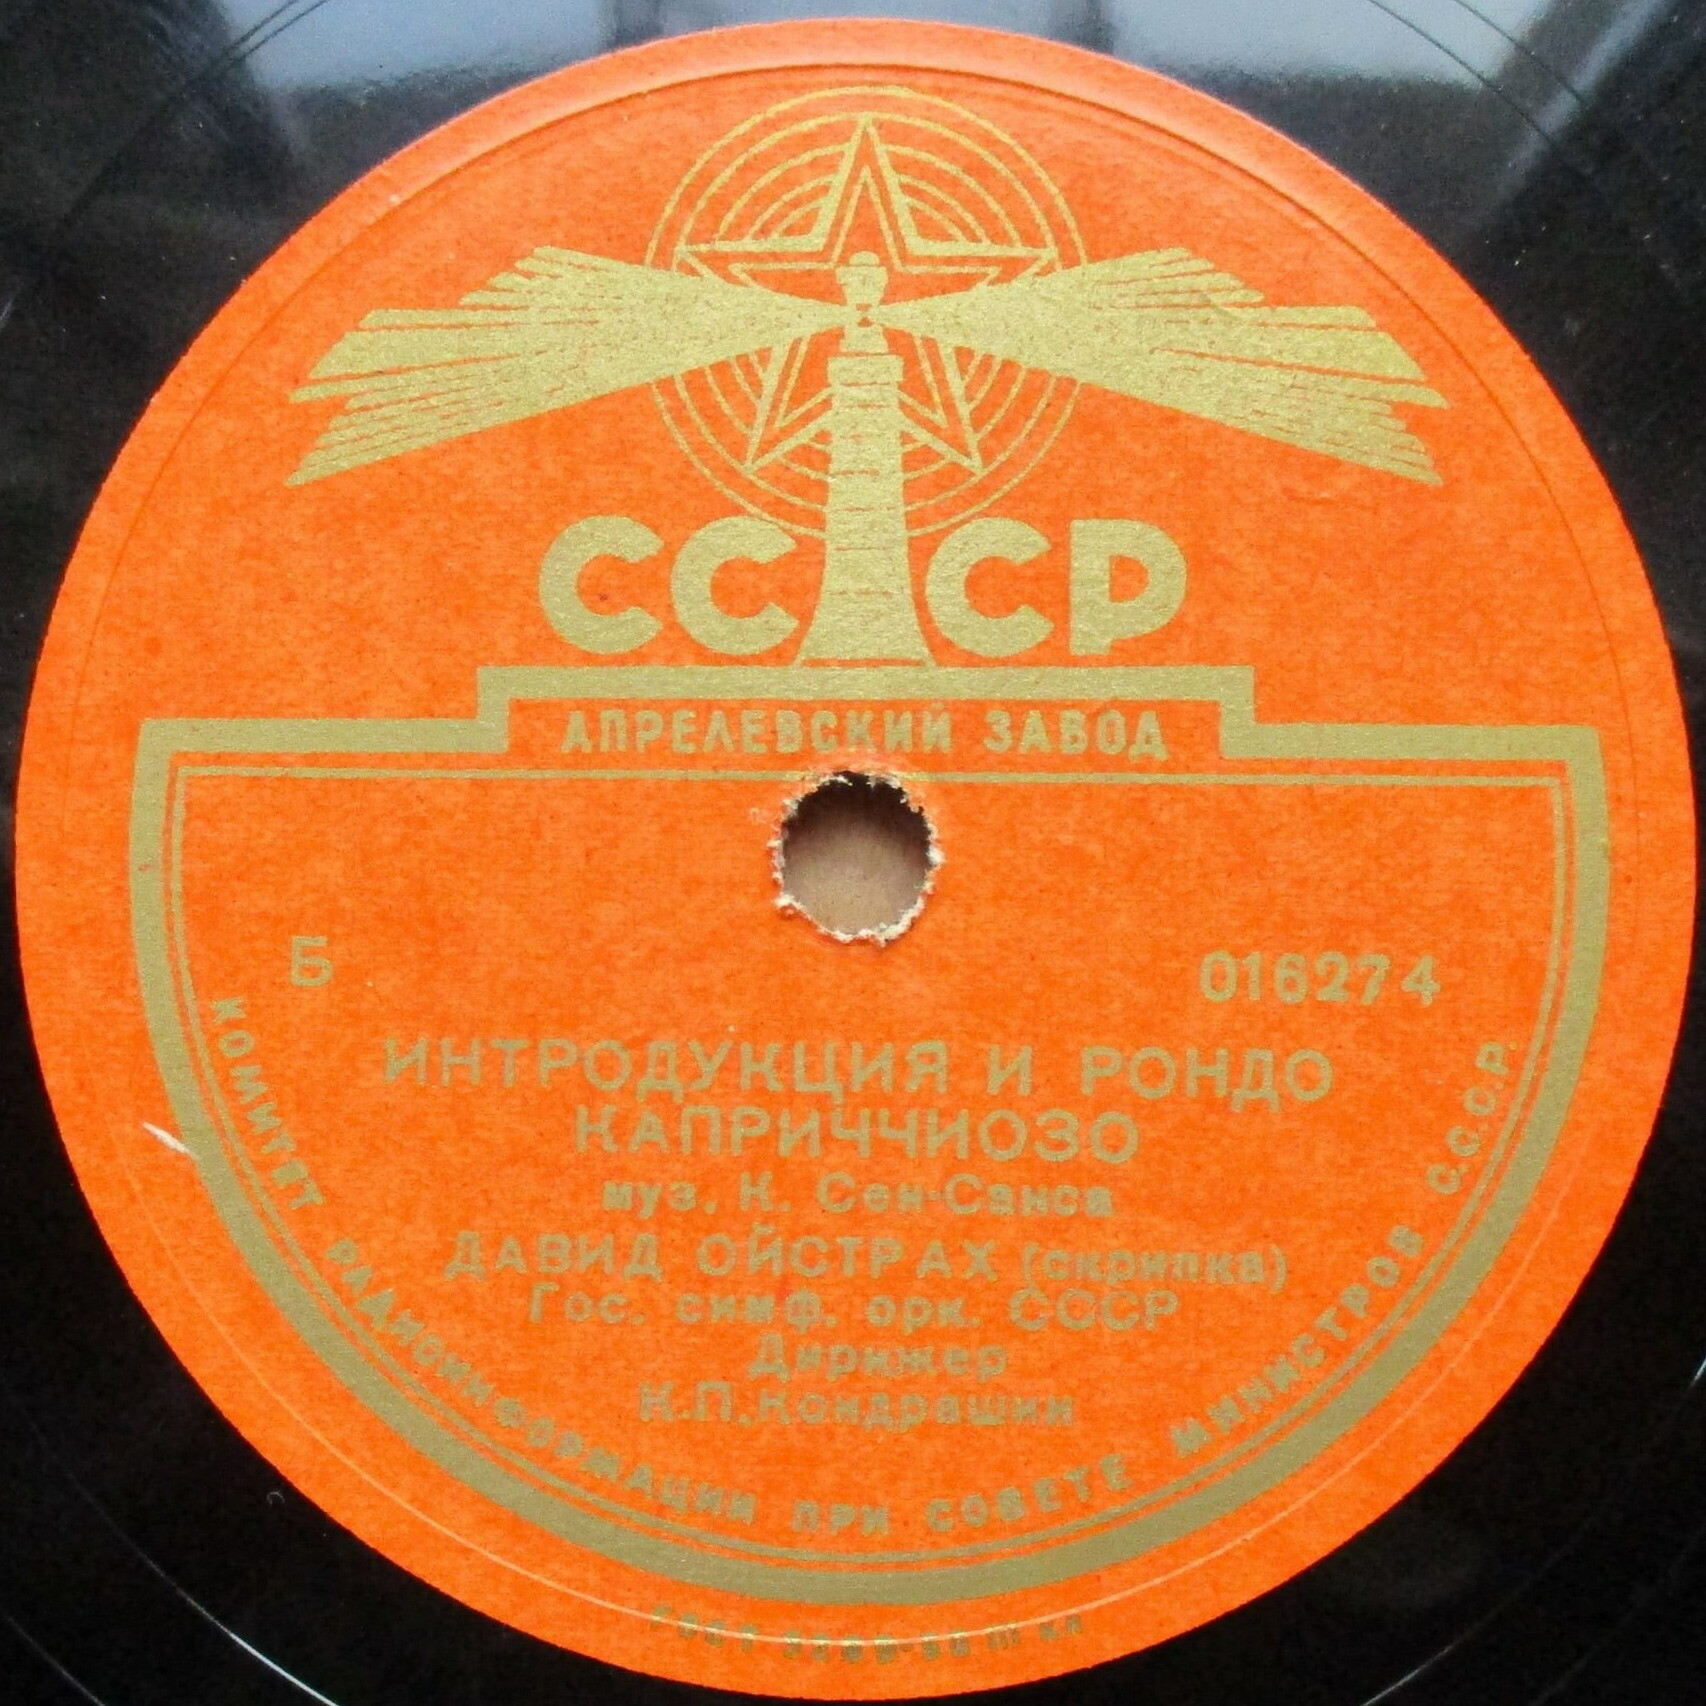 СССР
АПРЕЛЕВСКИЙ ЗАВОД
Б
016274
ИНТРОДУКЦИЯ И РОНДО
КАПРИЧЧИОЗО
муз. К. Сен-Санса
ДАВИД ОЙСТРАХ (скрипка)
Гос. симф. орк. СССР
Дирижер
К.П.Кондрашин
КОМИТЕТ РАДИОИНФОРМАЦИИ ПРИ СОВЕТЕ МИНИСТРОВ С.С.С.Р.
ГОСТ